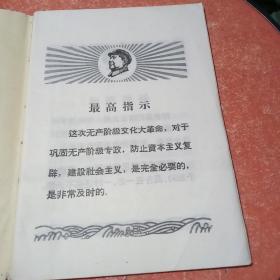 最高指示
这次无产阶级文化大革命，对于
巩固无产阶级专政，防止資本主义复
辟，建設社会主义，是完全必要的，
是非常及时的。